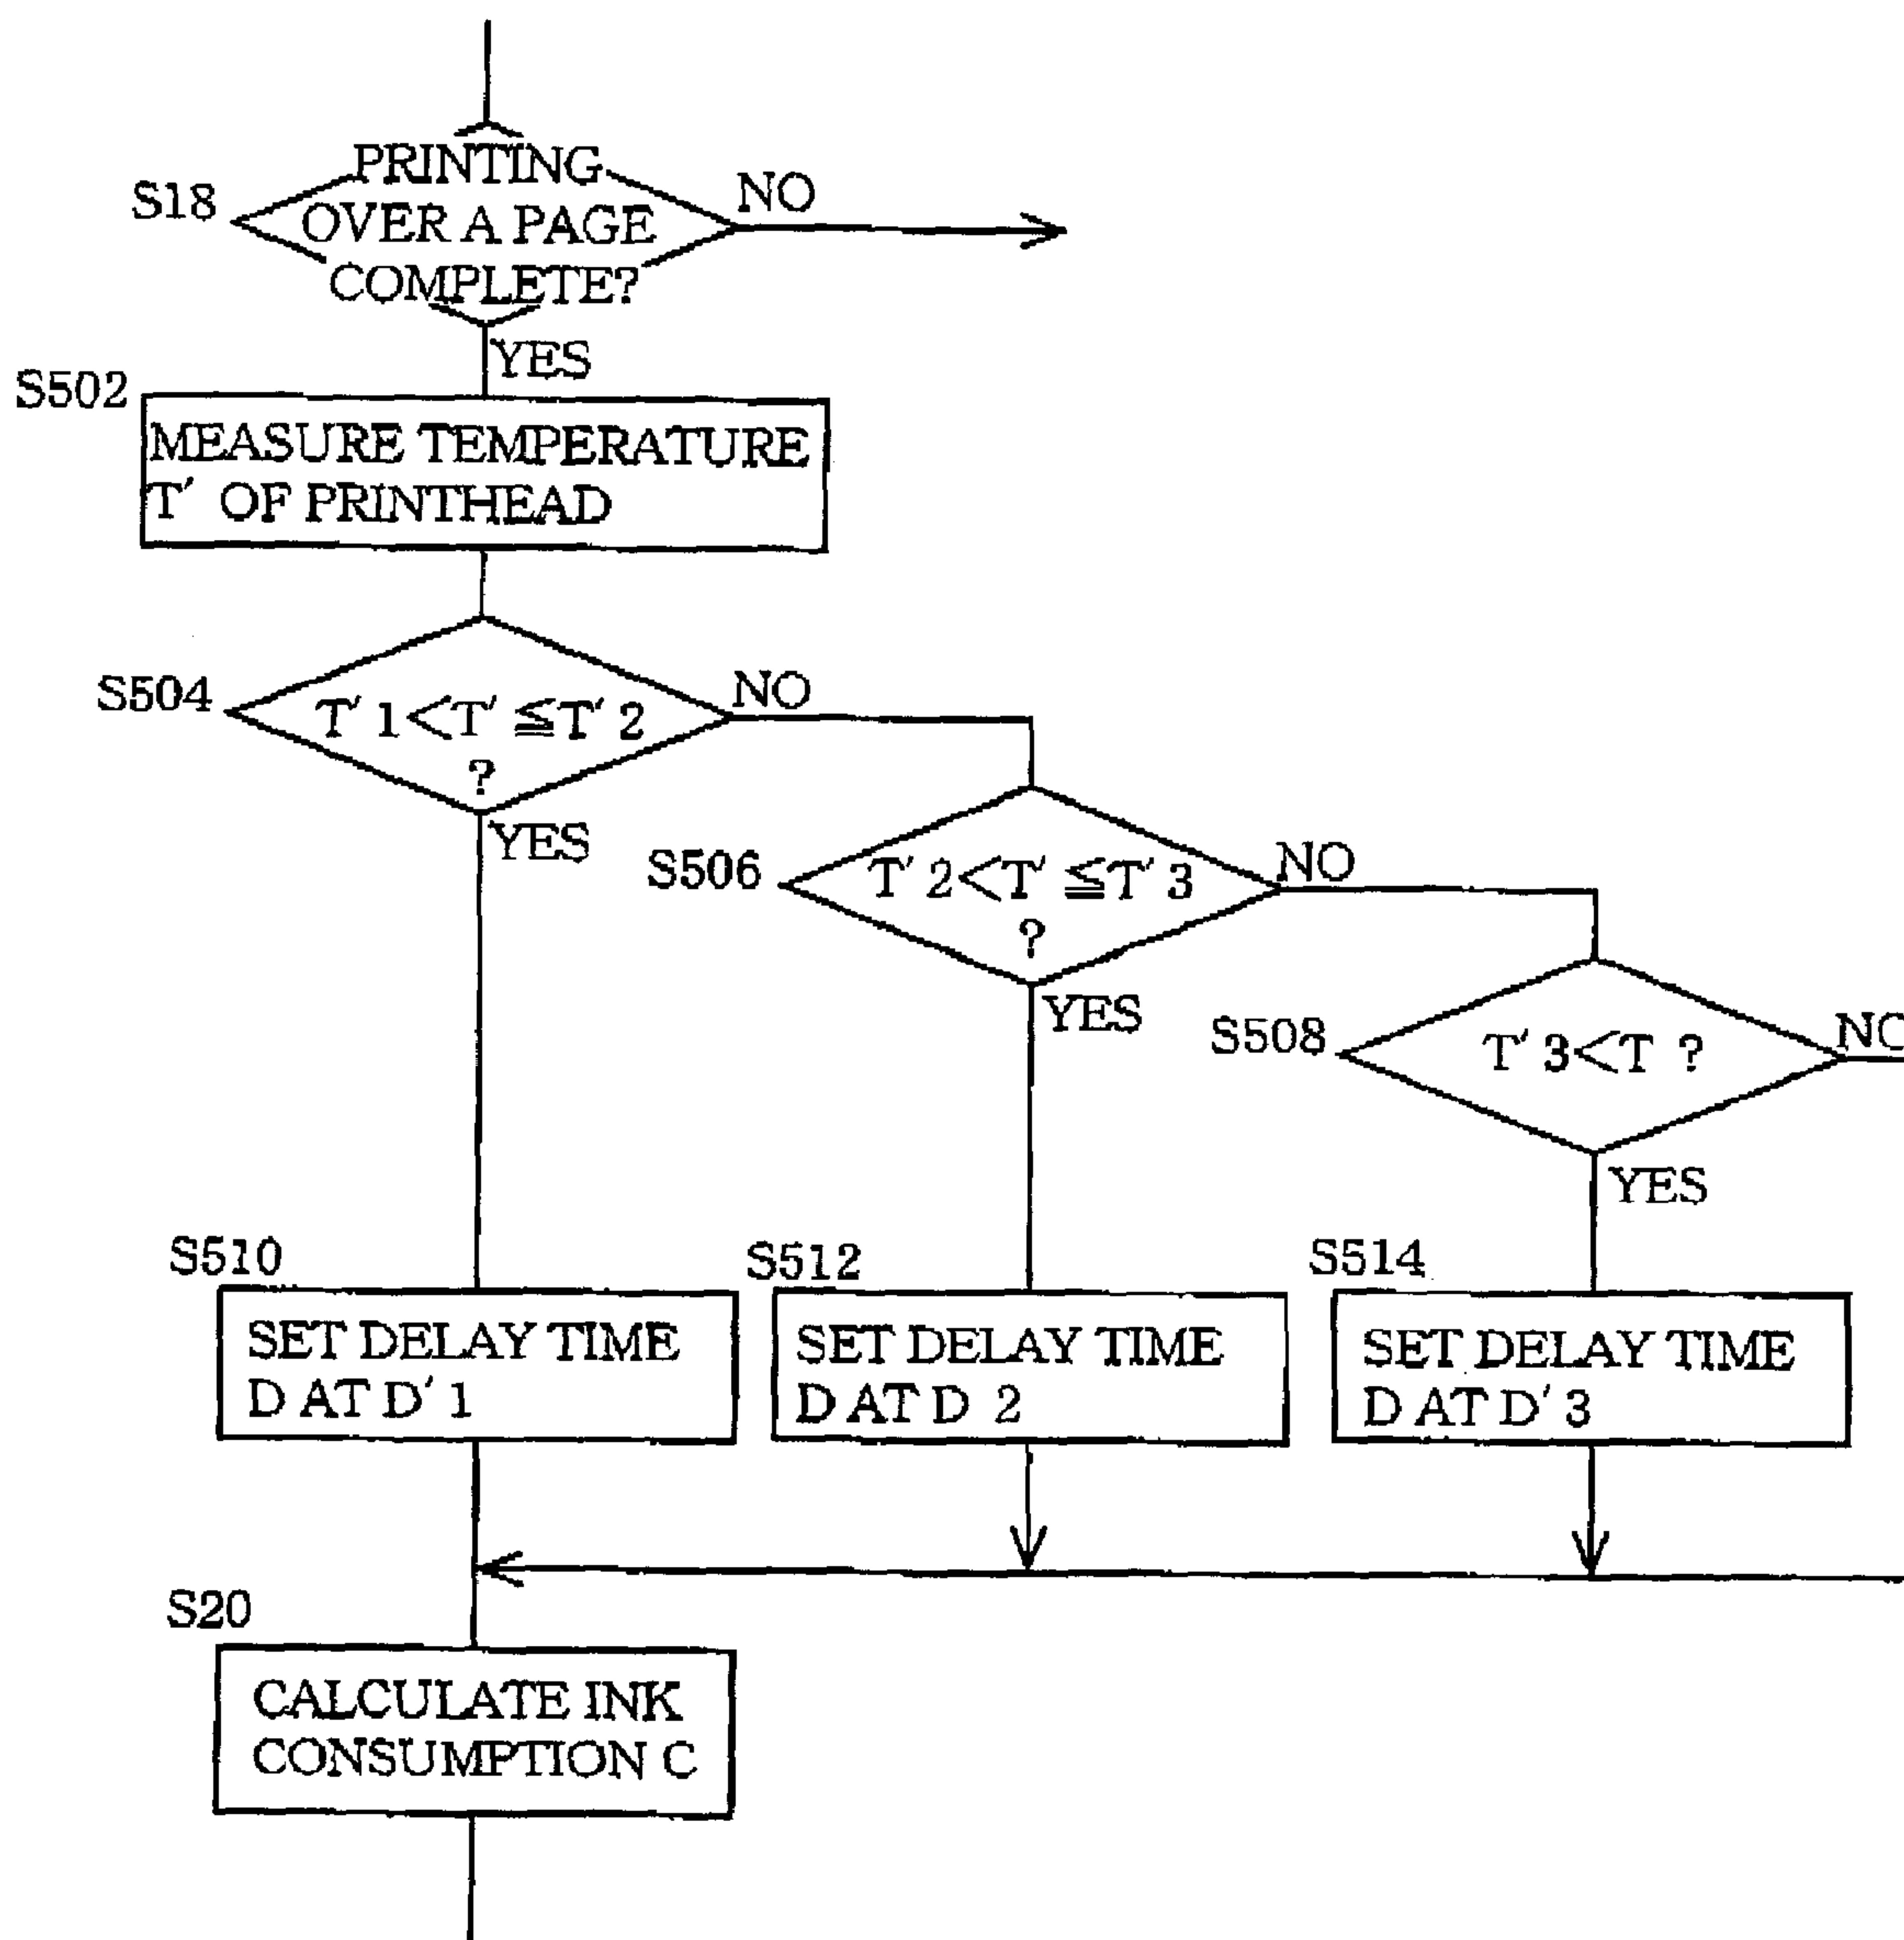 PRINTING
OVER A PAGE
COMPLETE?
S18
NO
YES
S502
MEASURE TEMPERATURE
T' OF PRINTHEAD
S504
T' 1<T' ≦T' 2
?
NO
YES
S506
T' 2<T' ≦T' 3
?
NO
YES
S508
T' 3<T ?
NO
YES
S510
SET DELAY TIME
D AT D' 1
S512
SET DELAY TIME
D AT D 2
S514
SET DELAY TIME
D AT D' 3
S20
CALCULATE INK
CONSUMPTION C